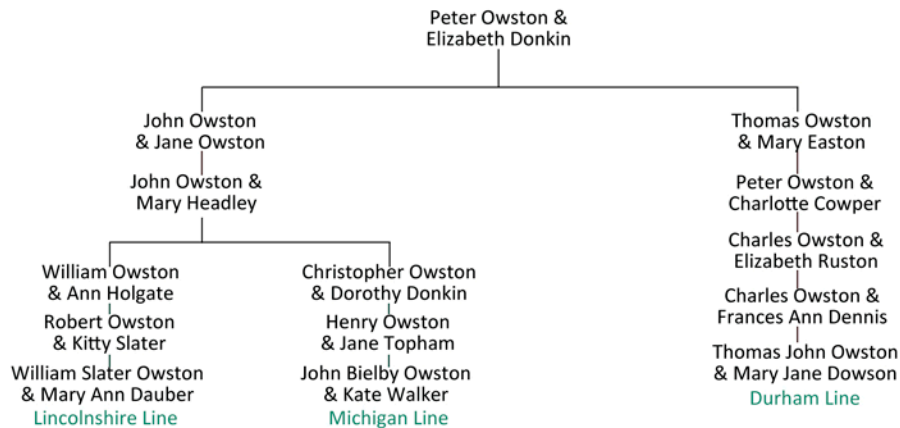 Peter Owston &
Elizabeth Donkin
John Owston
& Jane Owston
Thomas Owston
& Mary Easton
John Owston &
Mary Headley
Peter Owston &
Charlotte Cowper
Charles Owston &
Elizabeth Ruston
William Owston
& Ann Holgate
Christopher Owston
& Dorothy Donkin
Charles Owston &
Frances Ann Dennis
Robert Owston
& Kitty Slater
Henry Owston
& Jane Topham
Thomas John Owston
& Mary Jane Dowson
William Slater Owston
& Mary Ann Dauber
John Bielby Owston
& Kate Walker
Durham Line
Lincolnshire Line
Michigan Line